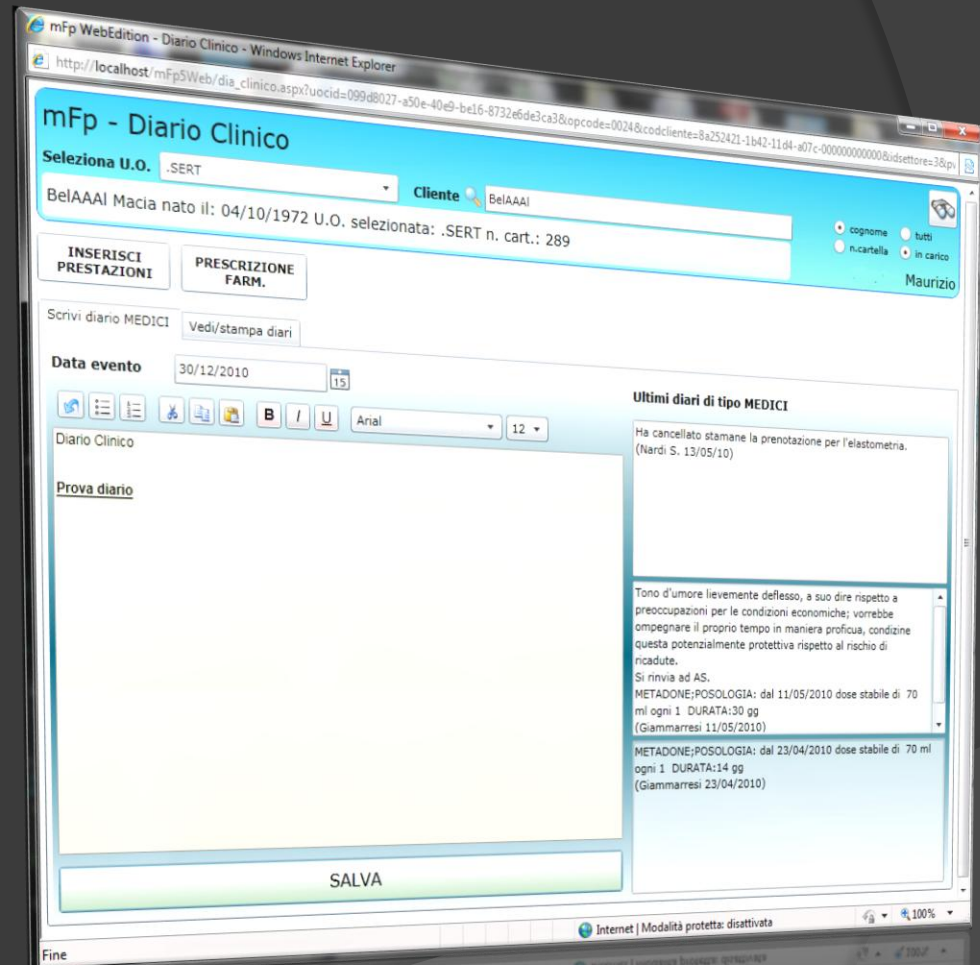 mFp WebEdition - Diario Clinico - Windows Internet Explorer
http://localhost/mFp5Web/dia_clinico.aspx?uocid=099d8027-a50e-40e9-be16-8732e6de3ca3&opcode=0024&codcliente=8a252421-1b42-11d4-a07c-000000000000&idsettore=3&pv
mFp - Diario Clinico
Seleziona U.O. .SERT Cliente BelAAAl
BelAAAl Macia nato il: 04/10/1972 U.O. selezionata: .SERT n. cart.: 289
cognome tutti
n.cartella in carico
Maurizio
INSERISCI
PRESTAZIONI
PRESCRIZIONE
FARM.
Scrivi diario MEDICI Vedi/stampa diari
Data evento 30/12/2010 15
B I U Arial 12
Diario Clinico
Prova diario
SALVA
Ultimi diari di tipo MEDICI
Ha cancellato stamane la prenotazione per l'elastometria.
(Nardi S. 13/05/10)
Tono d'umore lievemente deflesso, a suo dire rispetto a
preoccupazioni per le condizioni economiche; vorrebbe
ompegnare il proprio tempo in maniera proficua, condizine
questa potenzialmente protettiva rispetto al rischio di
ricadute.
Si rinvia ad AS.
METADONE;POSOLOGIA: dal 11/05/2010 dose stabile di 70
ml ogni 1 DURATA:30 gg
(Giammarresi 11/05/2010)
METADONE;POSOLOGIA: dal 23/04/2010 dose stabile di 70 ml
ogni 1 DURATA:14 gg
(Giammarresi 23/04/2010)
Fine Internet | Modalità protetta: disattivata 100%